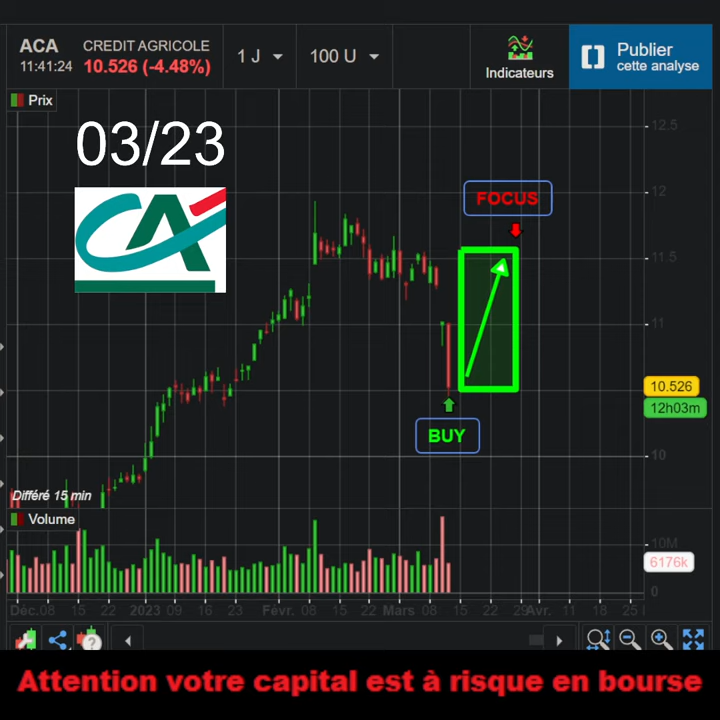 ACA
CREDIT AGRICOLE
11:41:24
10.526 (-4.48%)
1 J
100 U
Indicateurs
Publier
cette analyse
Prix
03/23
CA
12.5
12
FOCUS
11.5
11
10.526
12h03m
BUY
10
Différé 15 min
Volume
10M
6176k
0
Déc. 08 15 22 2023 09 16 23 Févr. 08 15 22 Mars 08 15 22 29 Avr. 11 18 25
Attention votre capital est à risque en bourse